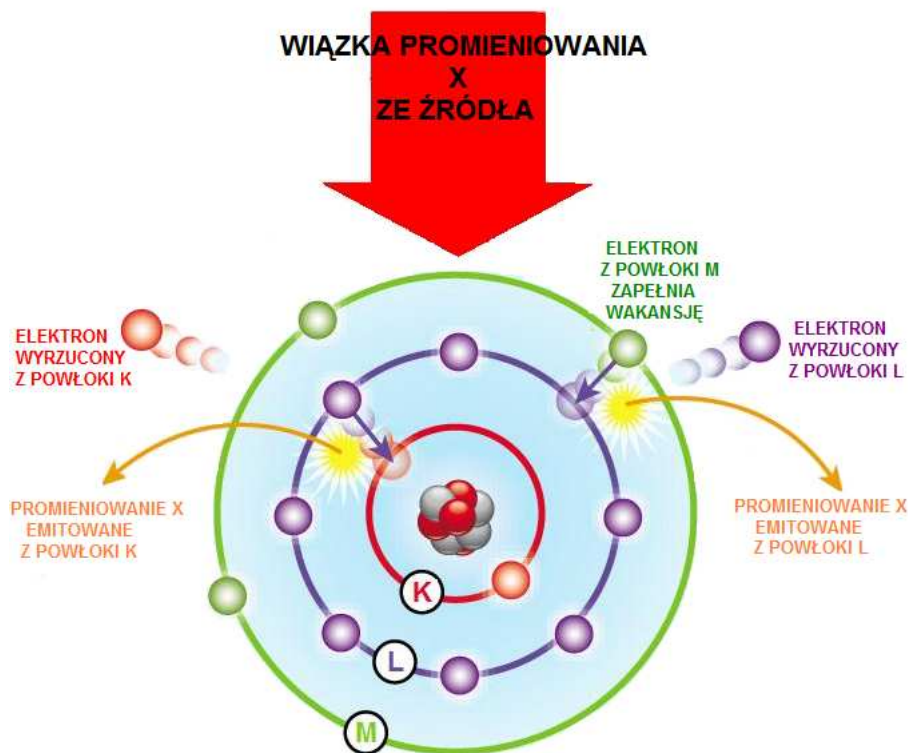 WIĄZKA PROMIENIOWANIA
X
ZE ŹRÓDŁA
ELEKTRON
Z POWŁOKI M
ZAPEŁNIA
WAKANSJĘ
ELEKTRON
WYRZUCONY
Z POWŁOKI K
ELEKTRON
WYRZUCONY
Z POWŁOKI L
PROMIENIOWANIE X
EMITOWANE
Z POWŁOKI K
PROMIENIOWANIE X
EMITOWANE
Z POWŁOKI L
K
L
M